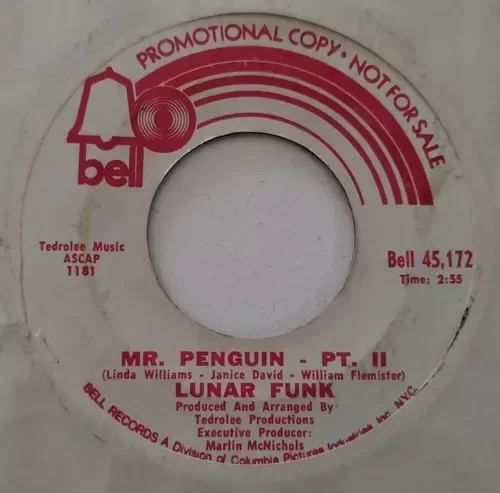 PROMOTIONAL COPY • NOT FOR SALE
bell
Tedrolee Music
ASCAP
1181
Bell 45,172
Time: 2:55
MR. PENGUIN - PT. II
(Linda Williams - Janice David - William Flemister)
LUNAR FUNK
Produced And Arranged By
Tedrolee Productions
Executive Producer:
Marlin McNichols
BELL RECORDS A Division of Columbia Pictures Industries Inc. N.Y.C.